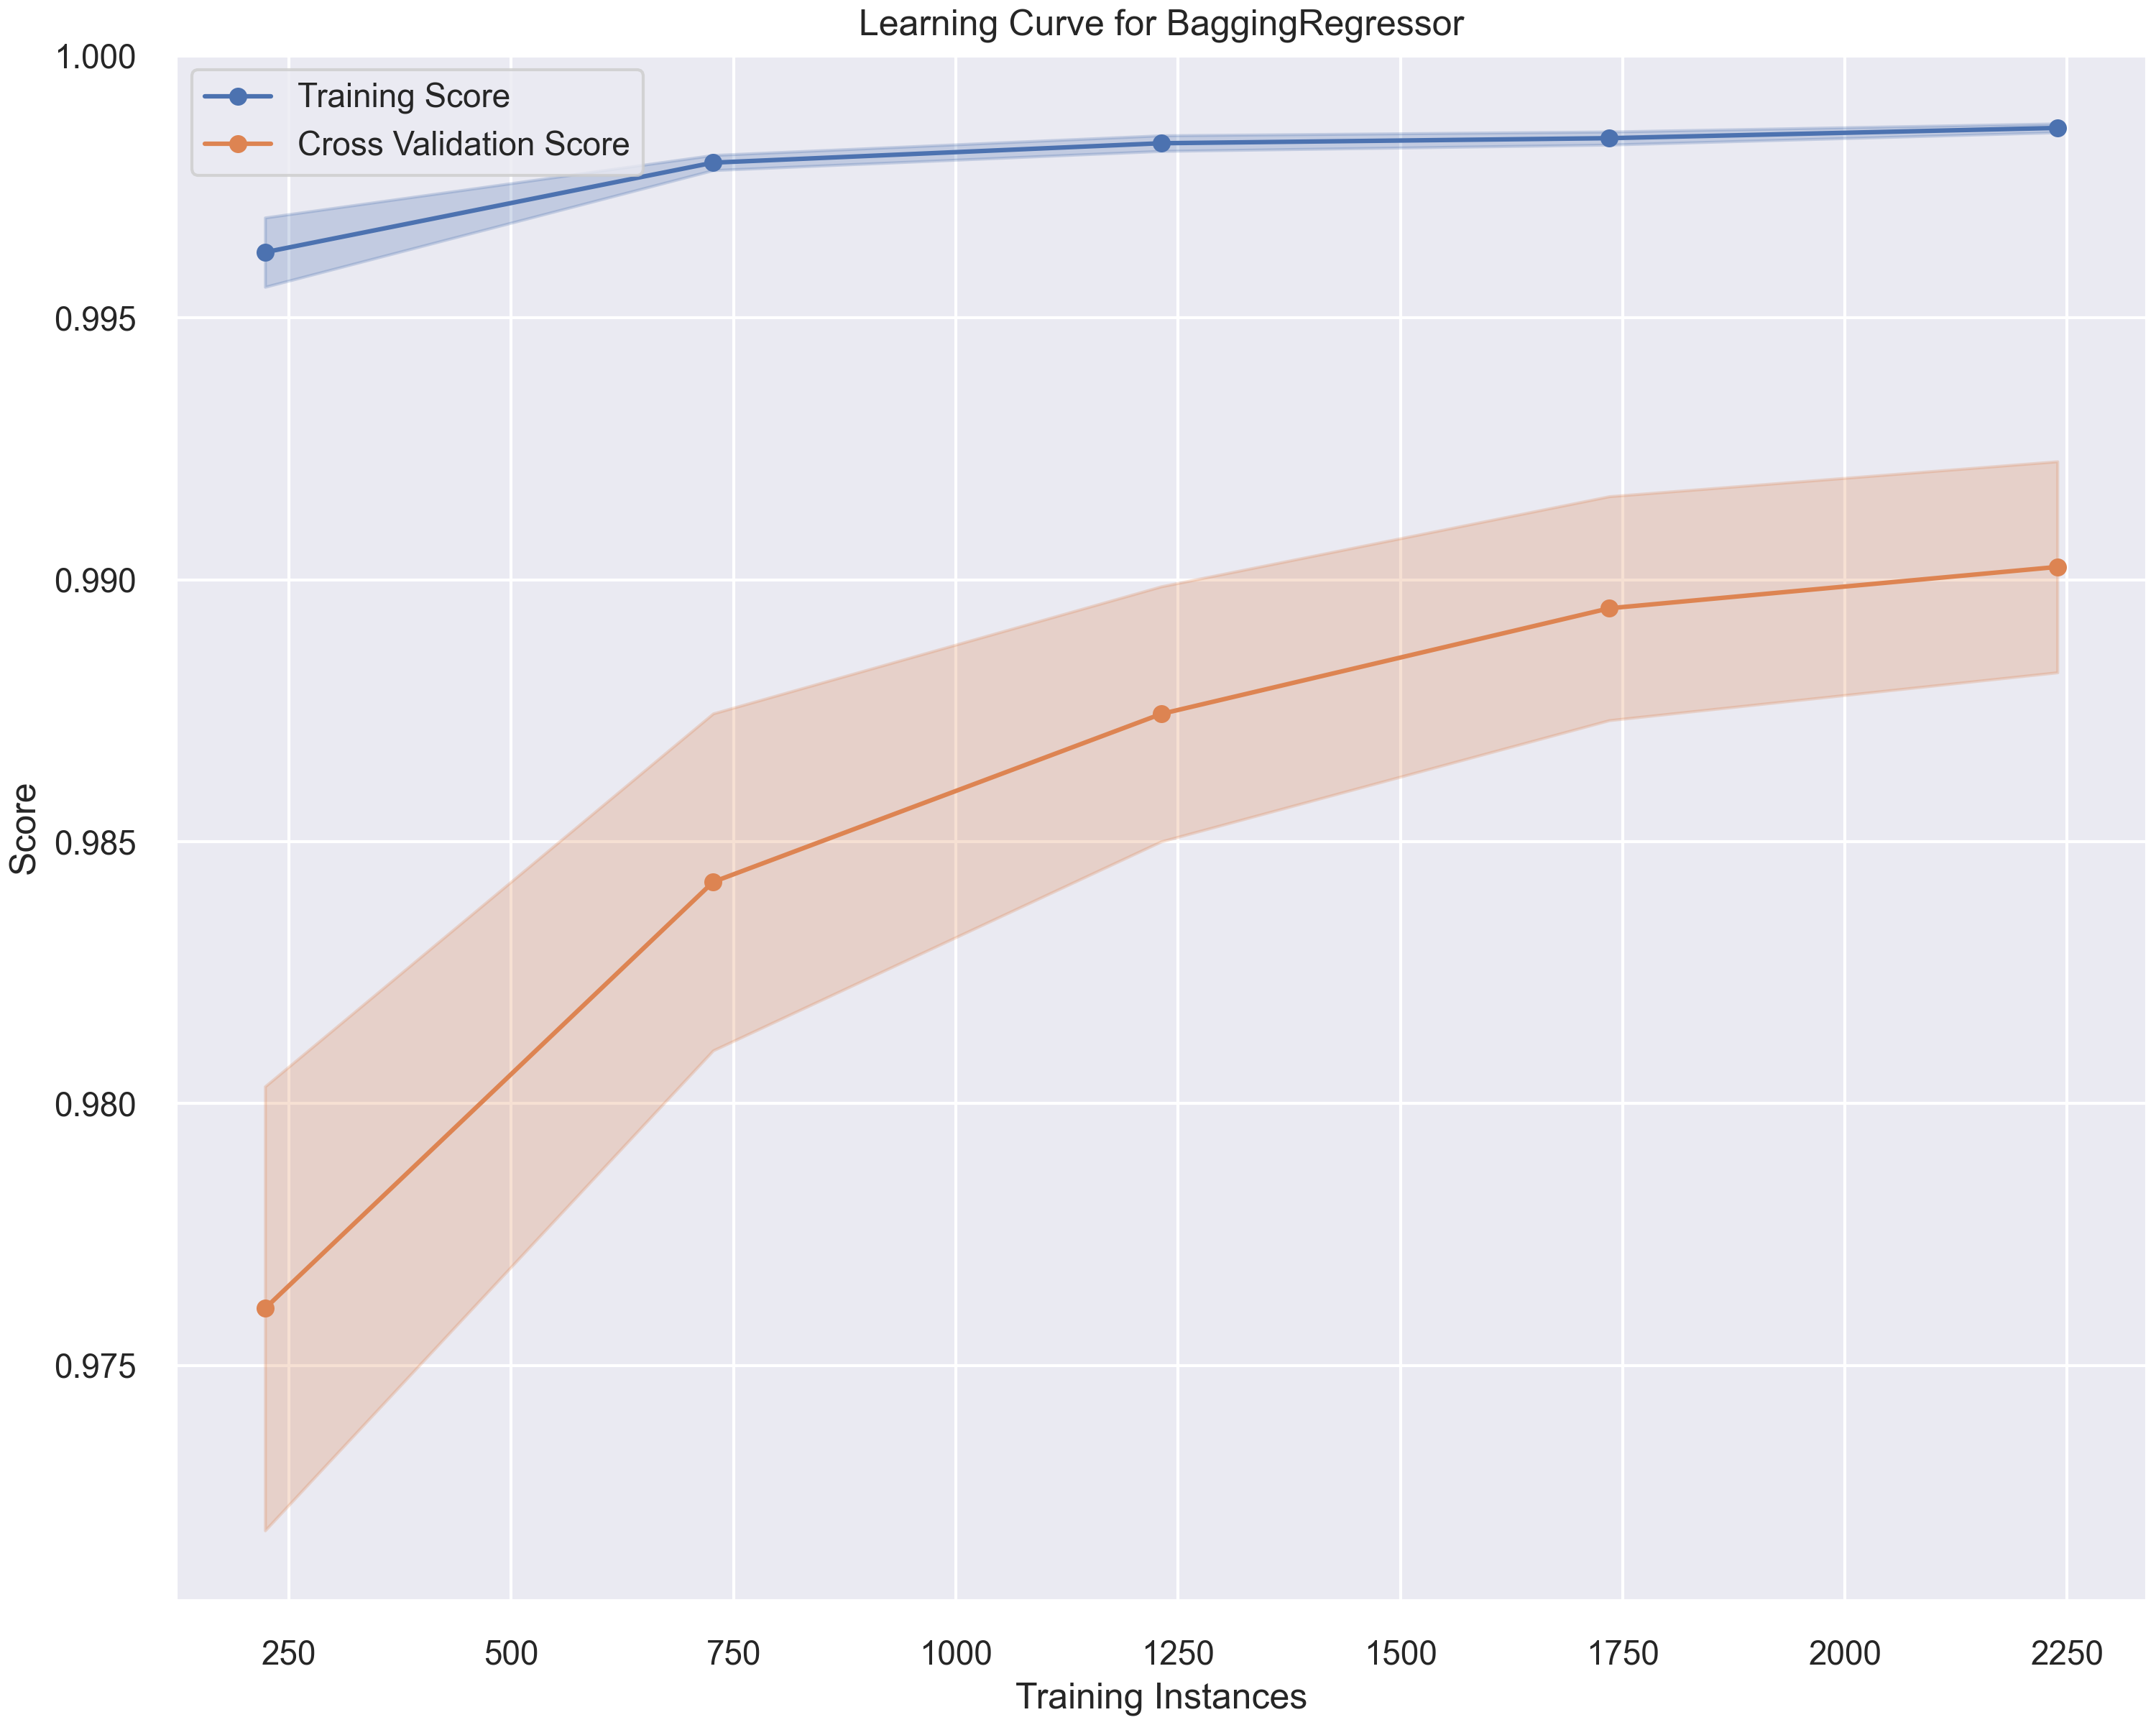 Learning Curve for BaggingRegressor
1.000
Training Score
Cross Validation Score
0.995
0.990
0.985
Score
0.980
0.975
250 500 750 1000 1250 1500 1750 2000 2250
Training Instances